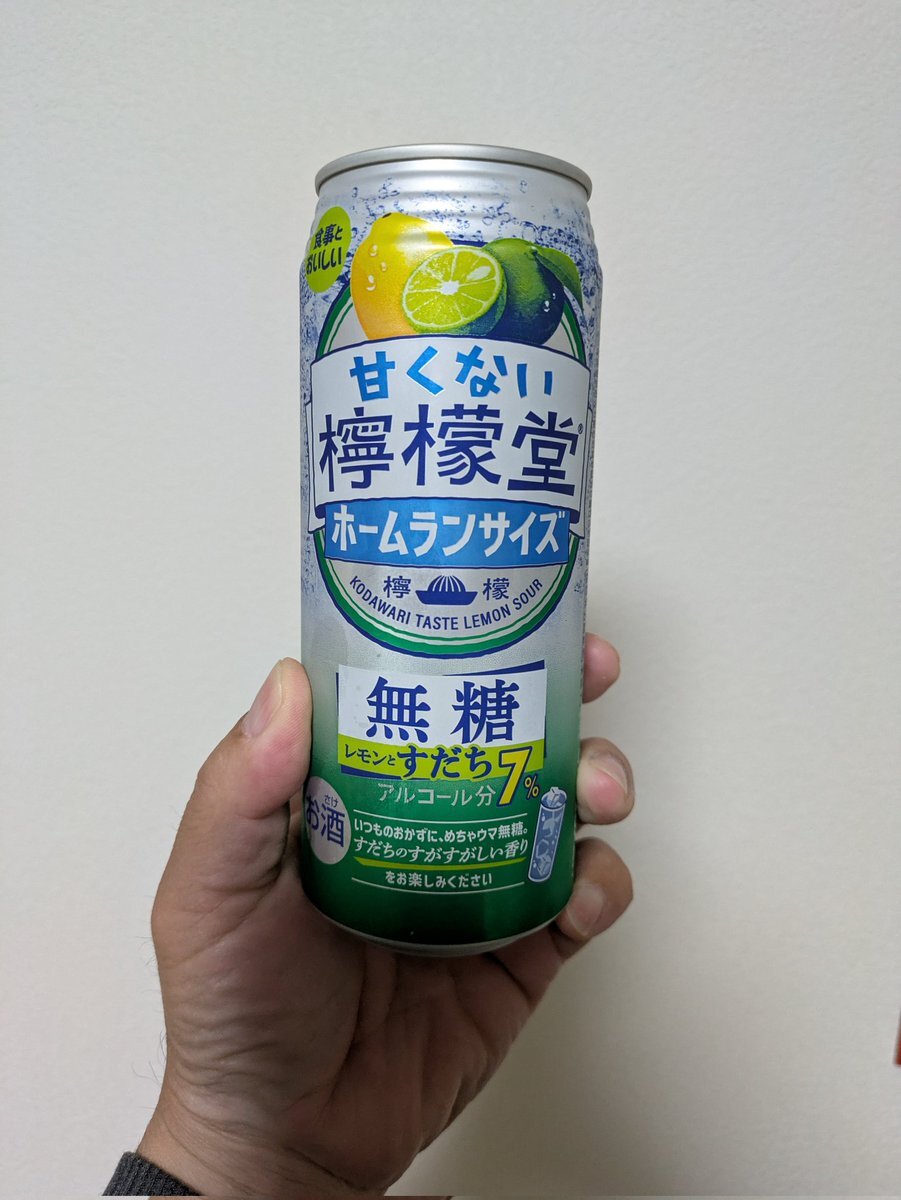 食事と
おいしい
甘くない
檸檬堂®
ホームランサイズ
檸 檬
KODAWARI TASTE LEMON SOUR
無糖
レモンとすだち7%
アルコール分
さけ
お酒
いつものおかずに、めちゃウマ無糖。
すだちのすがすがしい香り
をお楽しみください